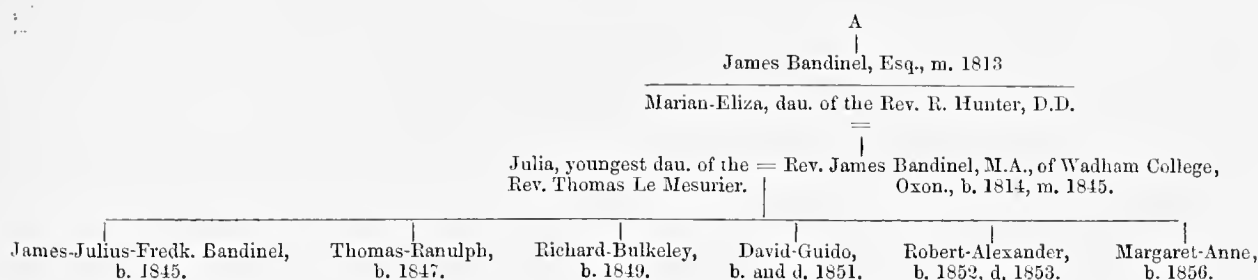 A
James Bandinel, Esq., m. 1813
Marian-Eliza, dau. of the Rev. R. Hunter, D.D.
=
Julia, youngest dau. of the = Rev. James Bandinel, M.A., of Wadham College,
Rev. Thomas Le Mesurier. Oxon., b. 1814, m. 1845.
James-Julius-Fredk. Bandinel, Thomas-Ranulph, Richard-Bulkeley, David-Guido, Robert-Alexander, Margaret-Anne,
b. 1845. b. 1847. b. 1849. b. and d. 1851. b. 1852, d. 1853. b. 1856.